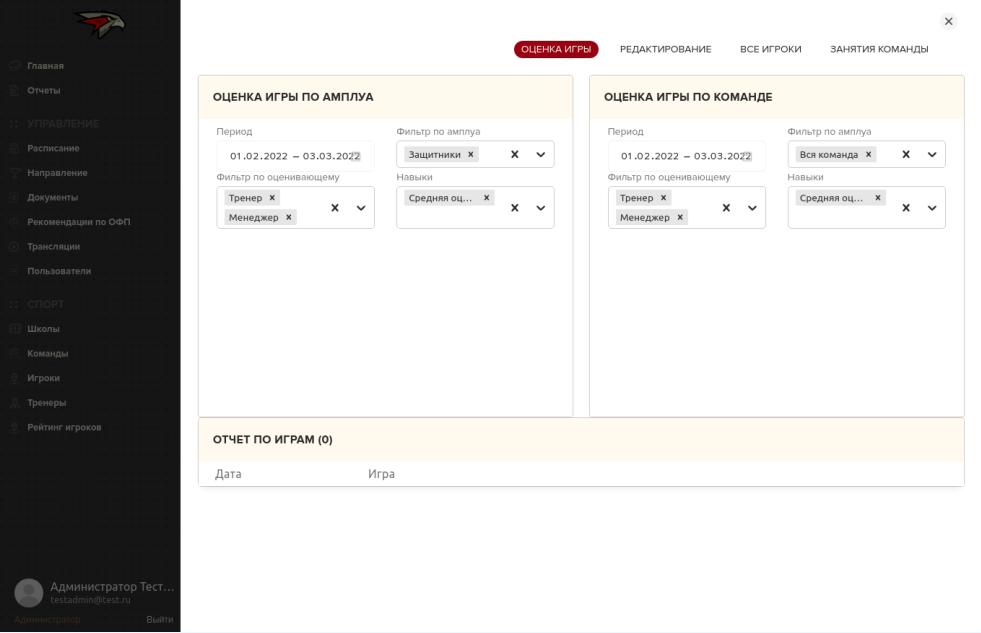 Главная
Отчеты
УПРАВЛЕНИЕ
Расписание
Направление
Документы
Рекомендации по ОФП
Трансляции
Пользователи
СПОРТ
Школы
Команды
Игроки
Тренеры
Рейтинг игроков
Администратор Тест...
testadmin@test.ru
Администратор Выйти
ОЦЕНКА ИГРЫ РЕДАКТИРОВАНИЕ ВСЕ ИГРОКИ ЗАНЯТИЯ КОМАНДЫ
ОЦЕНКА ИГРЫ ПО АМПЛУА
Период Фильтр по амплуа
01.02.2022 – 03.03.2022 Защитники
Фильтр по оценивающему Навыки
Тренер Средняя оц...
Менеджер
ОЦЕНКА ИГРЫ ПО КОМАНДЕ
Период Фильтр по амплуа
01.02.2022 – 03.03.2022 Вся команда
Фильтр по оценивающему Навыки
Тренер Средняя оц...
Менеджер
ОТЧЕТ ПО ИГРАМ (0)
Дата Игра